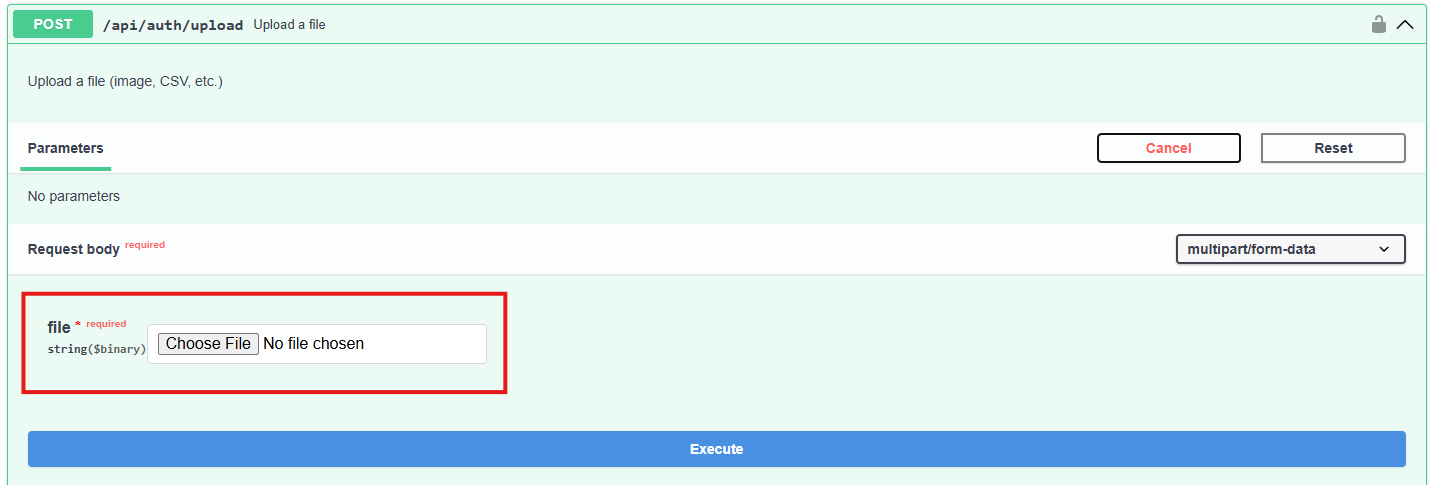 POST /api/auth/upload Upload a file
Upload a file (image, CSV, etc.)
Parameters Cancel Reset
No parameters
Request body required multipart/form-data
file * required
string($binary) Choose File No file chosen
Execute